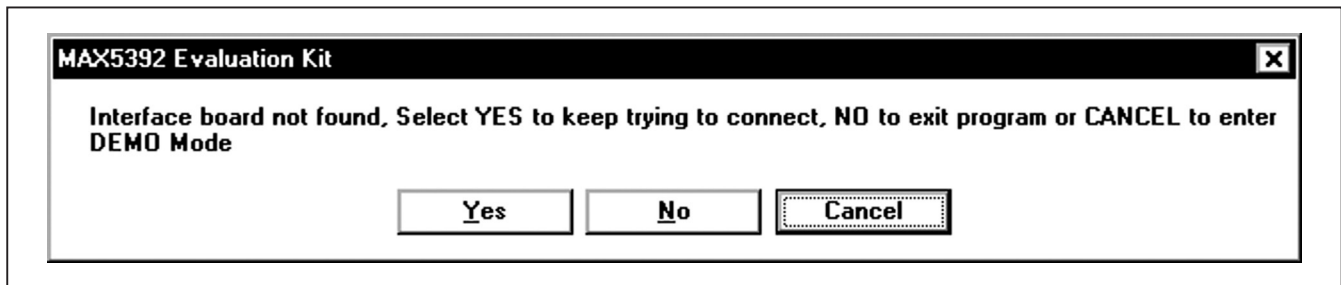 MAX5392 Evaluation Kit
Interface board not found, Select YES to keep trying to connect, NO to exit program or CANCEL to enter
DEMO Mode
Yes No Cancel